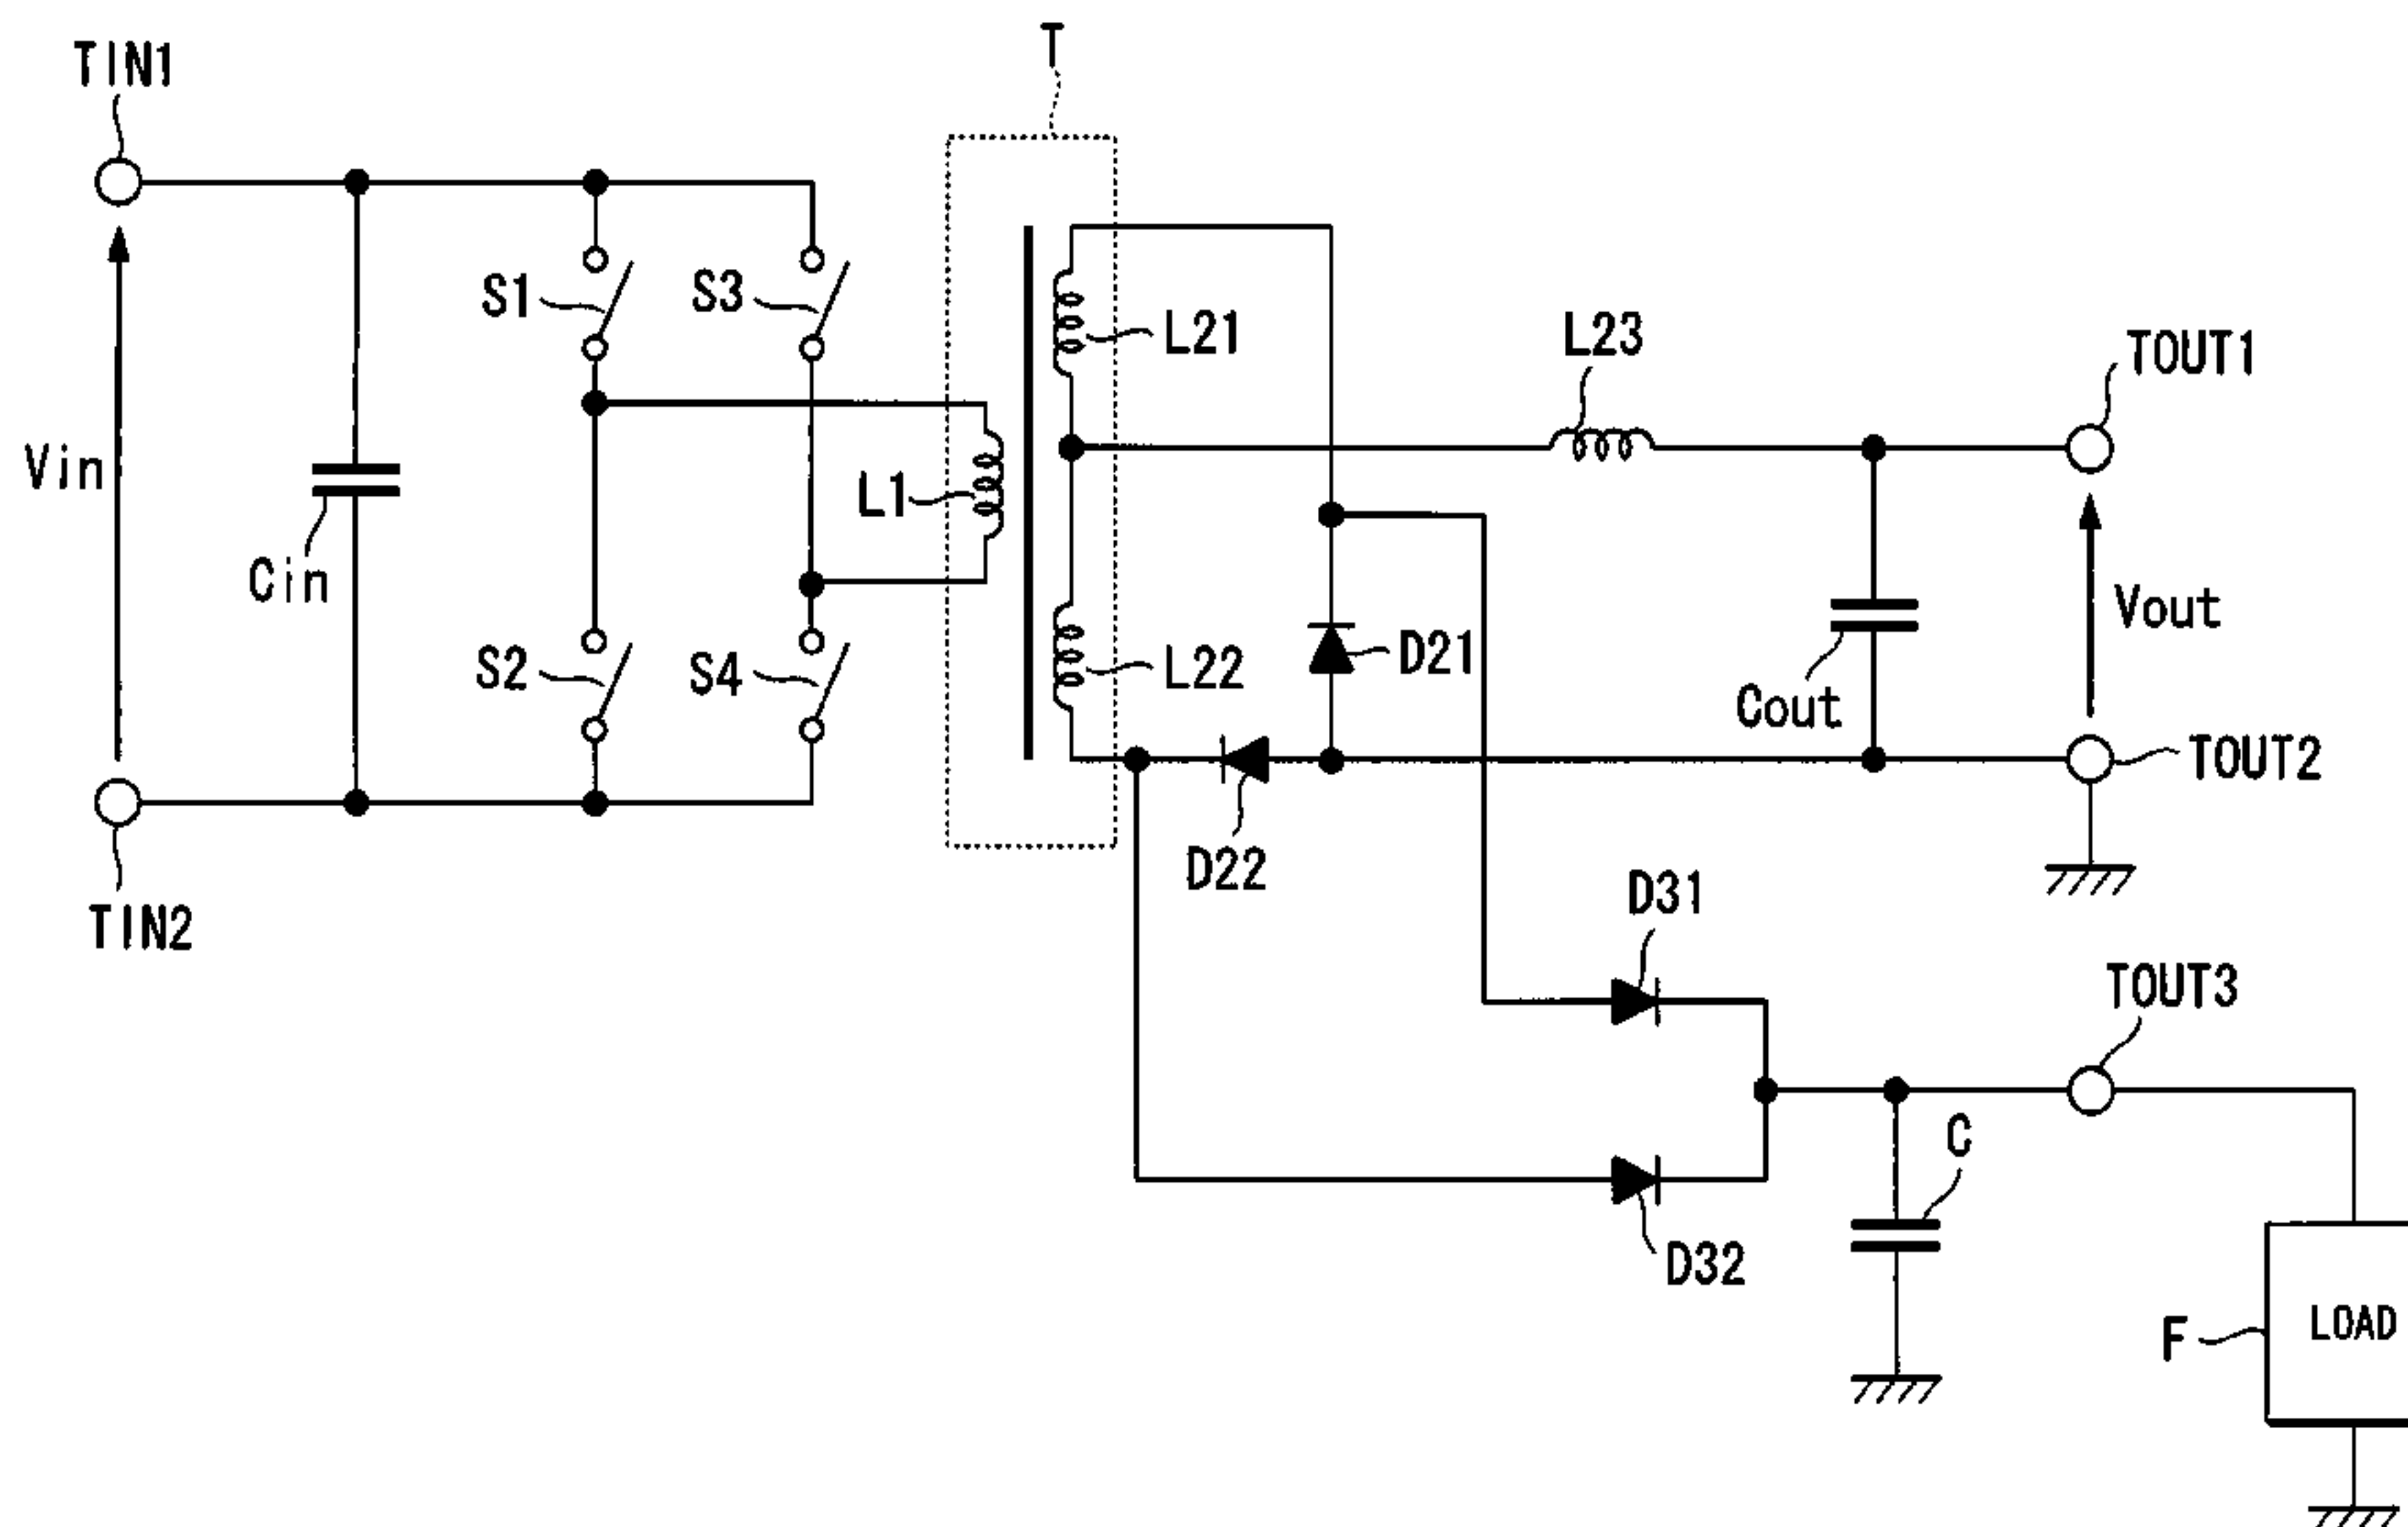 T
TIN1
S1
S3
L21
L23
TOUT1
Vin
L1
Cin
Vout
S2
S4
L22
D21
Cout
TOUT2
D22
D31
TIN2
TOUT3
C
D32
F
LOAD